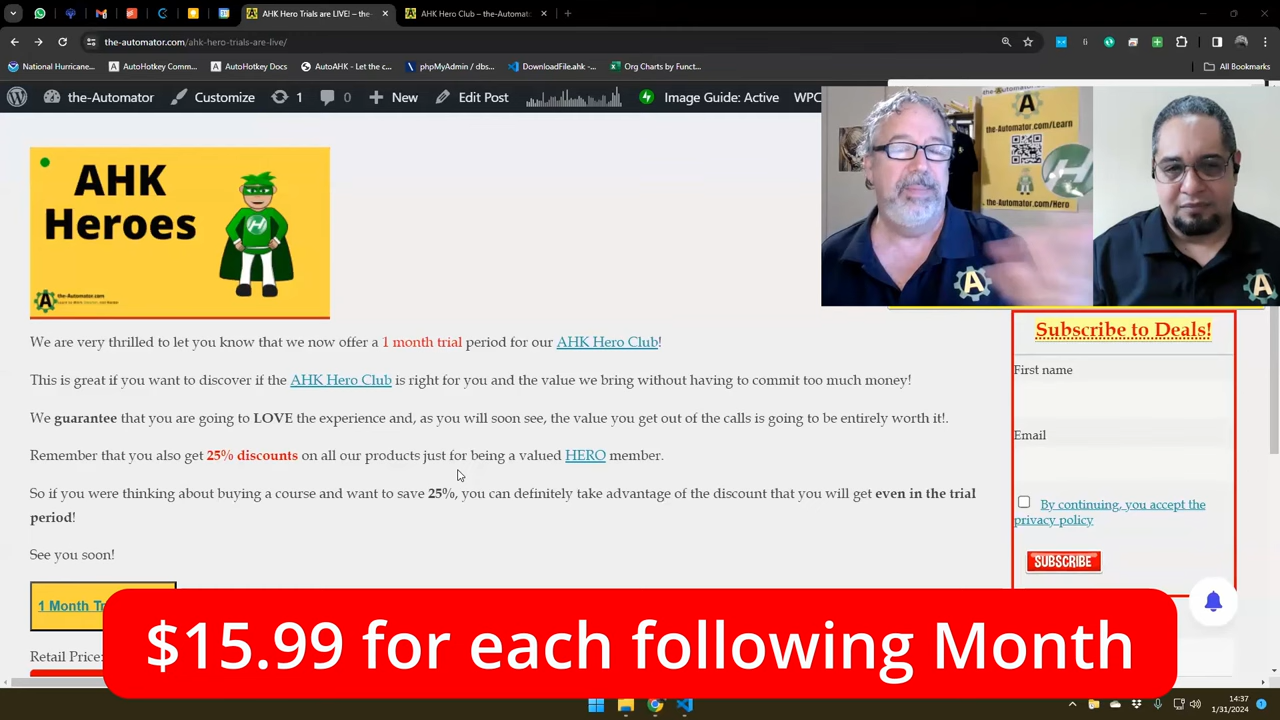 AHK Hero Trials are LIVE! – the-
AHK Hero Club – the-Automato
the-automator.com/ahk-hero-trials-are-live/
National Hurricane...
AutoHotkey Commu...
AutoHotkey Docs
AutoAHK - Let the c...
phpMyAdmin / dbs...
DownloadFile.ahk –...
Org Charts by Funct...
All Bookmarks
the-Automator
Customize
1
0
New
Edit Post
Image Guide: Active
WPC
the-Automator.com/Learn
the-Automator.com/Hero
AHK
Heroes
the-Automator.com
We are very thrilled to let you know that we now offer a 1 month trial period for our AHK Hero Club!
This is great if you want to discover if the AHK Hero Club is right for you and the value we bring without having to commit too much money!
We guarantee that you are going to LOVE the experience and, as you will soon see, the value you get out of the calls is going to be entirely worth it!.
Remember that you also get 25% discounts on all our products just for being a valued HERO member.
So if you were thinking about buying a course and want to save 25%, you can definitely take advantage of the discount that you will get even in the trial
period!
See you soon!
1 Month Tr
Retail Price:
Subscribe to Deals!
First name
Email
By continuing, you accept the
privacy policy
SUBSCRIBE
$15.99 for each following Month
14:37
1/31/2024